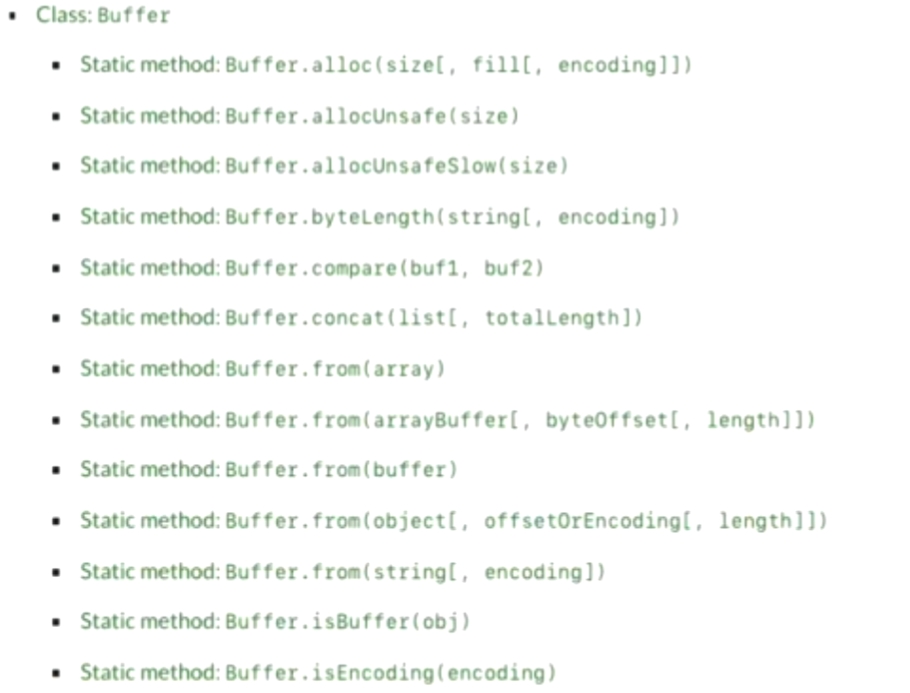 Class: Buffer
Static method: Buffer.alloc(size[, fill[, encoding]])
Static method: Buffer.allocUnsafe(size)
Static method: Buffer.allocUnsafeSlow(size)
Static method: Buffer.byteLength(string[, encoding])
Static method: Buffer.compare(buf1, buf2)
Static method: Buffer.concat(list[, totalLength])
Static method: Buffer.from(array)
Static method: Buffer.from(arrayBuffer[, byteOffset[, length]])
Static method: Buffer.from(buffer)
Static method: Buffer.from(object[, offsetOrEncoding[, length]])
Static method: Buffer.from(string[, encoding])
Static method: Buffer.isBuffer(obj)
Static method: Buffer.isEncoding(encoding)